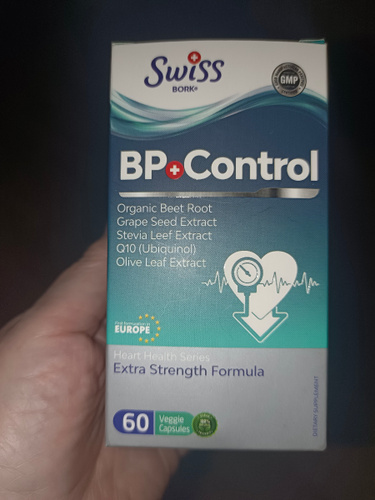 Swiss
BORK®
GMP
BP Control
Organic Beet Root
Grape Seed Extract
Stevia Leef Extract
Q10 (Ubiquinol)
Olive Leaf Extract
EUROPE
Heart Health Series
Extra Strength Formula
60 Veggie
Capsules
DIETARY SUPPLEMENT